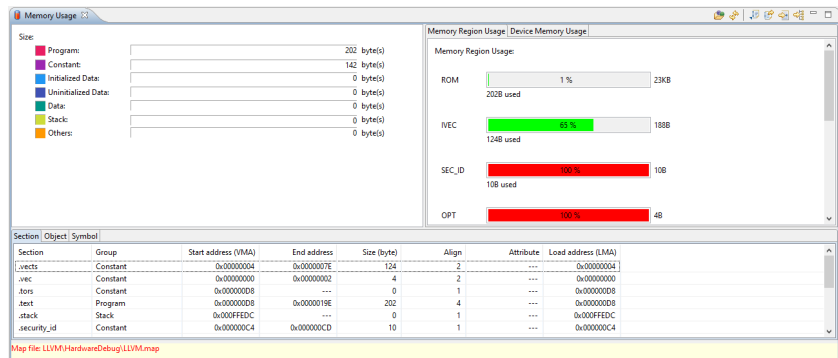 Memory Usage
Size:
Program: 202 byte(s)
Constant: 142 byte(s)
Initialized Data: 0 byte(s)
Uninitialized Data: 0 byte(s)
Data: 0 byte(s)
Stack: 0 byte(s)
Others: 0 byte(s)
Memory Region Usage Device Memory Usage
Memory Region Usage:
ROM 1 % 23KB
202B used
IVEC 65 % 188B
124B used
SEC_ID 100 % 10B
10B used
OPT 100 % 4B
Section Object Symbol
Section Group Start address (VMA) End address Size (byte) Align Attribute Load address (LMA)
.vects Constant 0x00000004 0x0000007E 124 2 --- 0x00000004
.vec Constant 0x00000000 0x00000002 4 2 --- 0x00000000
.tors Constant 0x000000D8 --- 0 1 --- 0x000000D8
.text Program 0x000000D8 0x0000019E 202 4 --- 0x000000D8
.stack Stack 0x000FFEDC --- 0 1 --- 0x000FFEDC
.security_id Constant 0x000000C4 0x000000CD 10 1 --- 0x000000C4
Map file: LLVM\HardwareDebug\LLVM.map